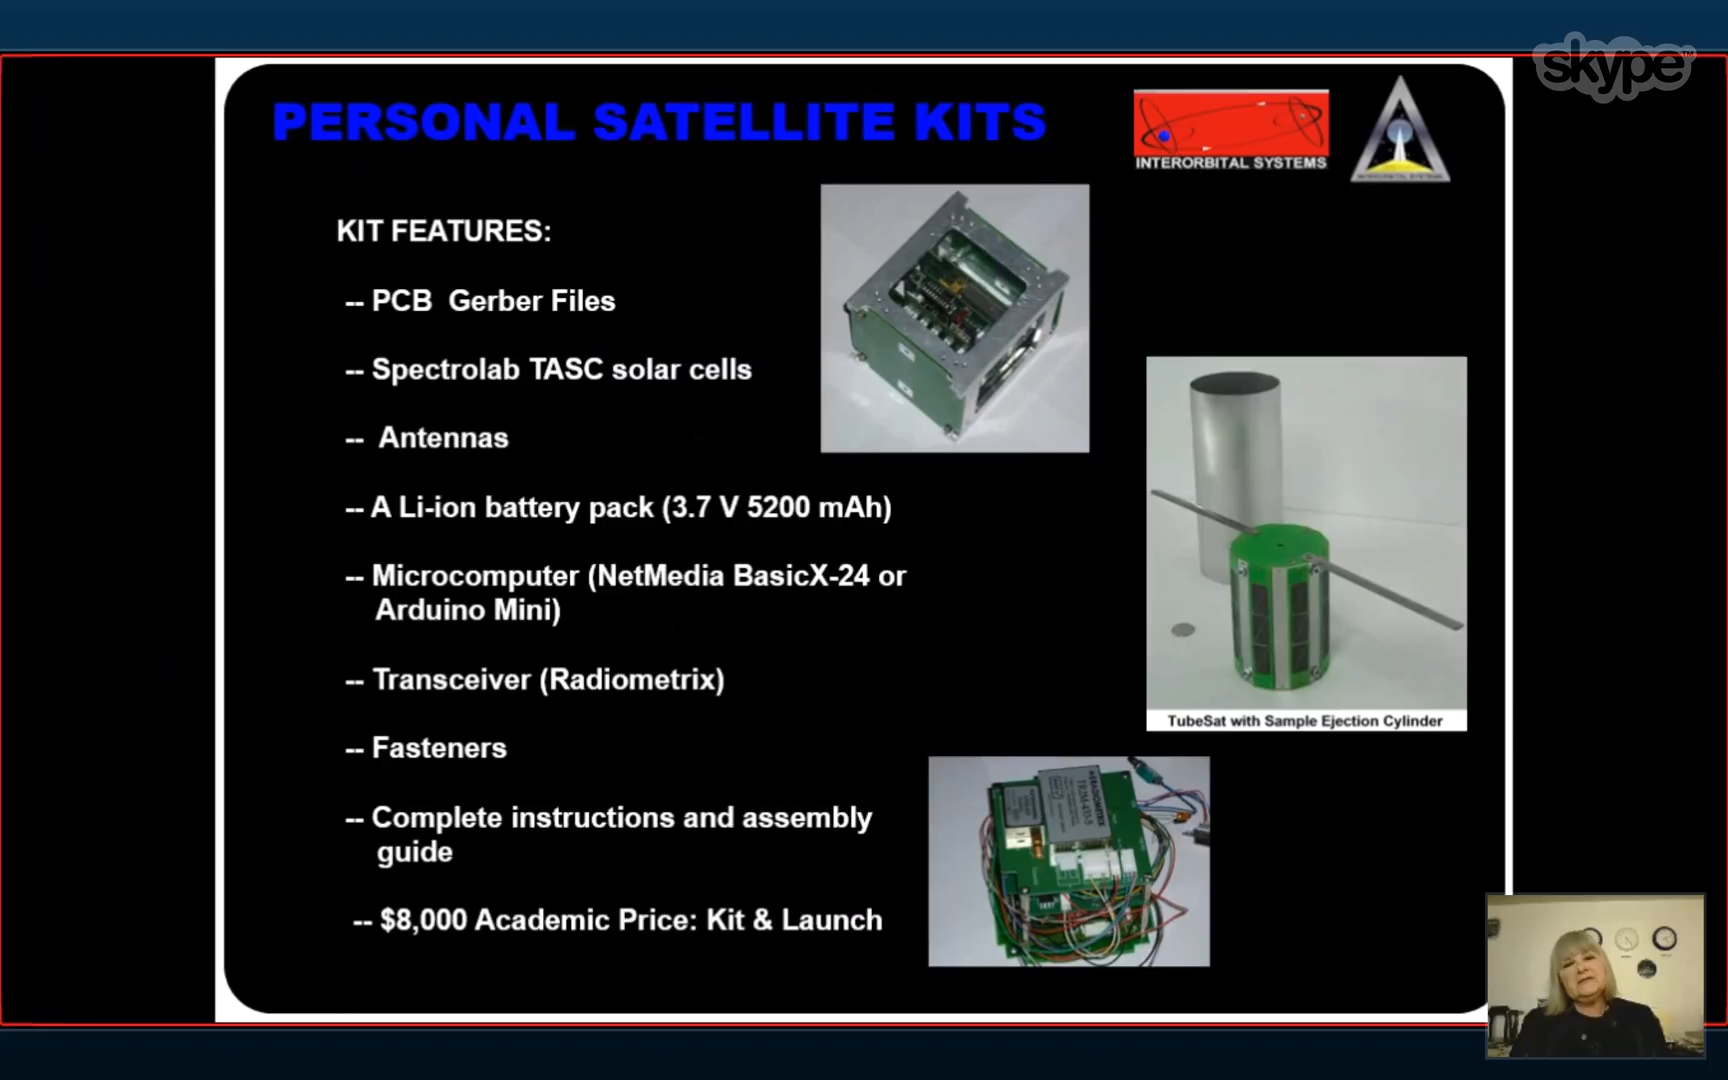 skype
PERSONAL SATELLITE KITS
INTERORBITAL SYSTEMS
KIT FEATURES:
-- PCB  Gerber Files
-- Spectrolab TASC solar cells
-- Antennas
-- A Li-ion battery pack (3.7 V 5200 mAh)
-- Microcomputer (NetMedia BasicX-24 or
Arduino Mini)
-- Transceiver (Radiometrix)
-- Fasteners
-- Complete instructions and assembly
guide
-- $8,000 Academic Price: Kit & Launch
TubeSat with Sample Ejection Cylinder
RADIOMETRIX